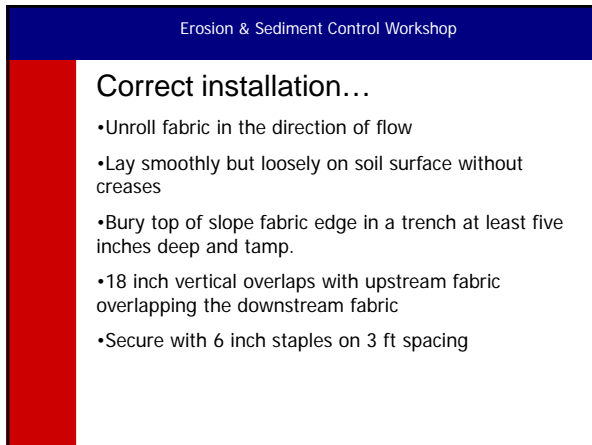 Erosion & Sediment Control Workshop
Correct installation…
•Unroll fabric in the direction of flow
•Lay smoothly but loosely on soil surface without
creases
•Bury top of slope fabric edge in a trench at least five
inches deep and tamp.
•18 inch vertical overlaps with upstream fabric
overlapping the downstream fabric
•Secure with 6 inch staples on 3 ft spacing